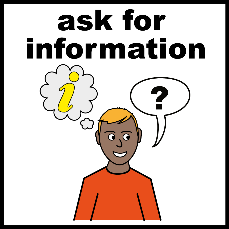 ask for
information
i
?